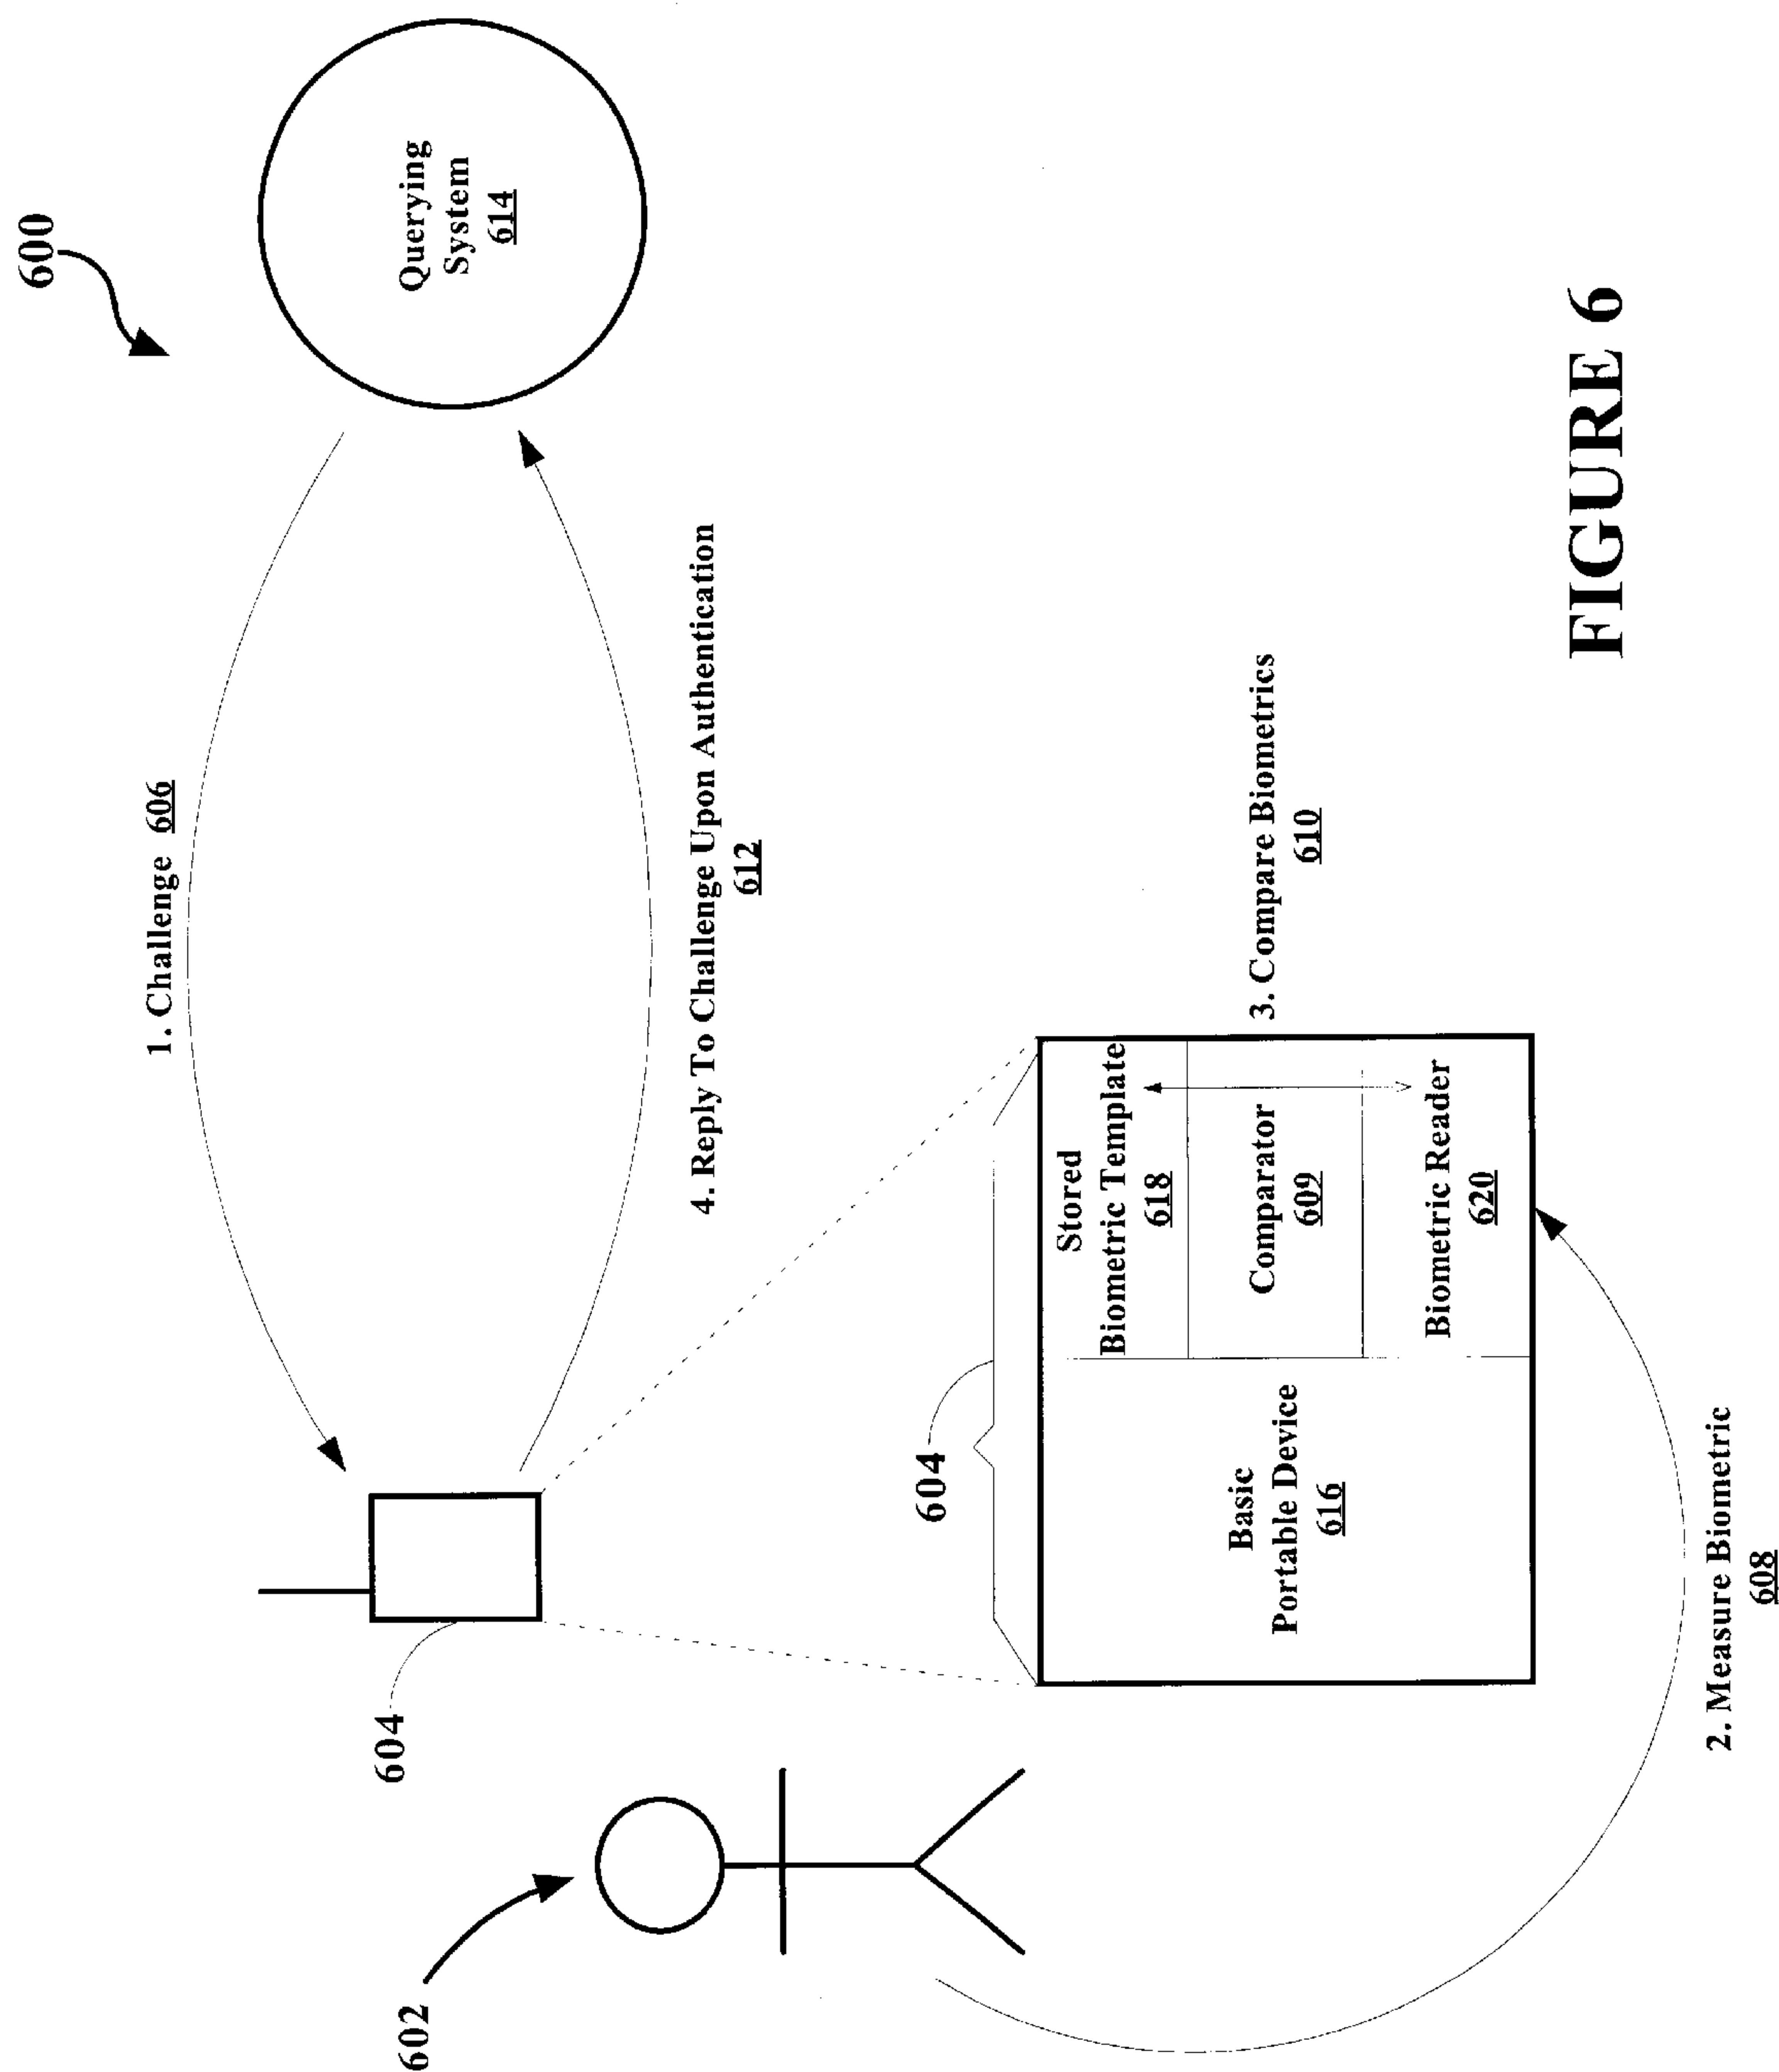 600
1. Challenge 606
Querying
System
614
604
602
4. Reply To Challenge Upon Authentication
612
604
Stored
Biometric Template
618
Basic
Portable Device
616
Comparator
609
Biometric Reader
620
3. Compare Biometrics
610
2. Measure Biometric
608
FIGURE 6